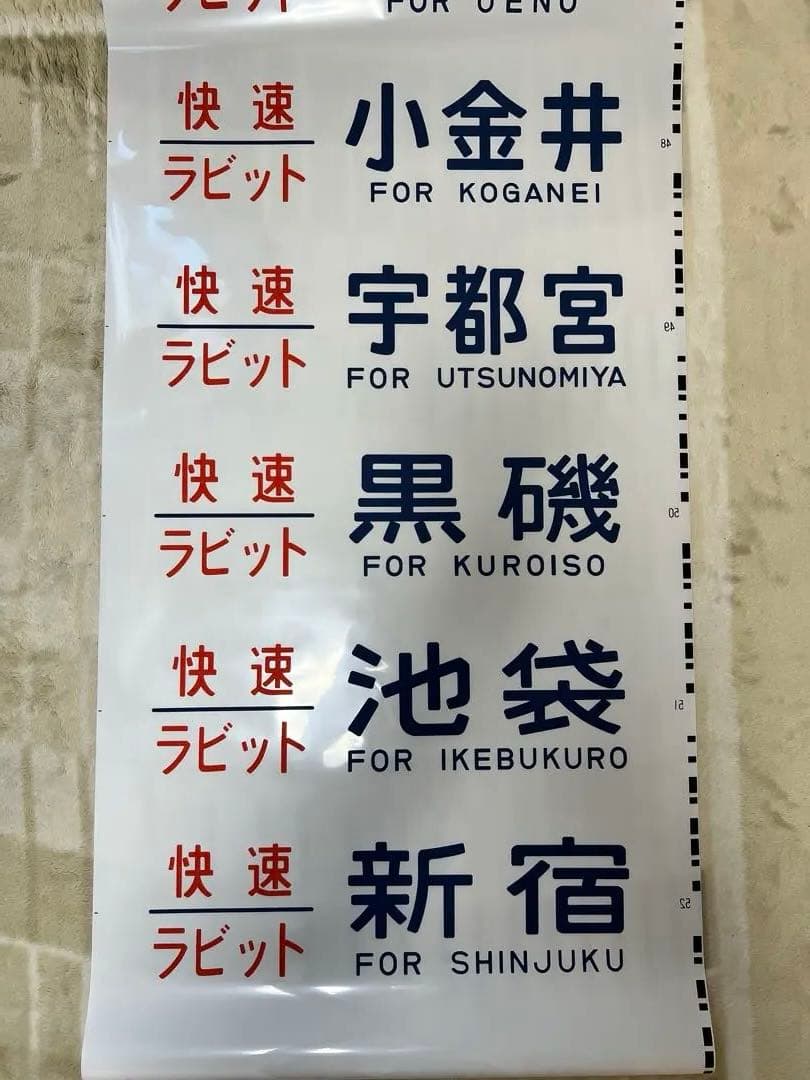 FOR UENO
快速 小金井
ラビット FOR KOGANEI
48
快速 宇都宮
ラビット FOR UTSUNOMIYA
49
快速 黒磯
ラビット FOR KUROISO
50
快速 池袋
ラビット FOR IKEBUKURO
51
快速 新宿
ラビット FOR SHINJUKU
52